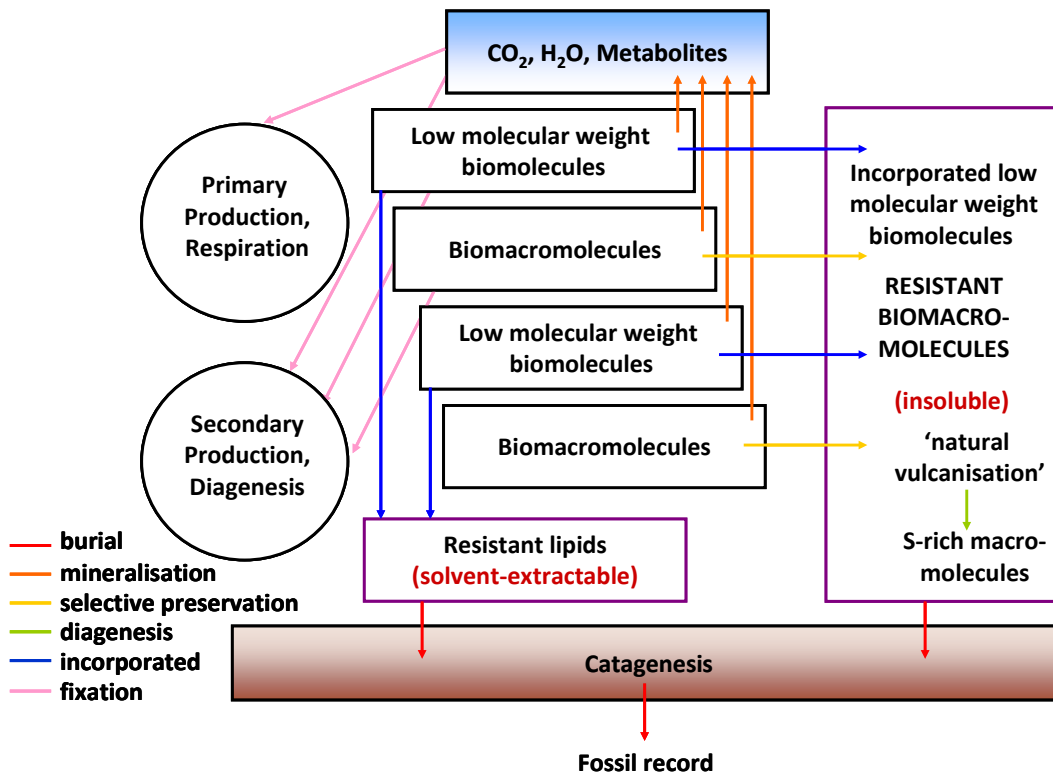 CO₂, H₂O, Metabolites
Low molecular weight
biomolecules
Primary
Production,
Respiration
Incorporated low
molecular weight
biomolecules
Biomacromolecules
RESISTANT
BIOMACRO-
MOLECULES
Low molecular weight
biomolecules
(insoluble)
Secondary
Production,
Diagenesis
Biomacromolecules
‘natural
vulcanisation’
Resistant lipids
(solvent-extractable)
S-rich macro-
molecules
burial
mineralisation
selective preservation
diagenesis
incorporated
fixation
Catagenesis
Fossil record